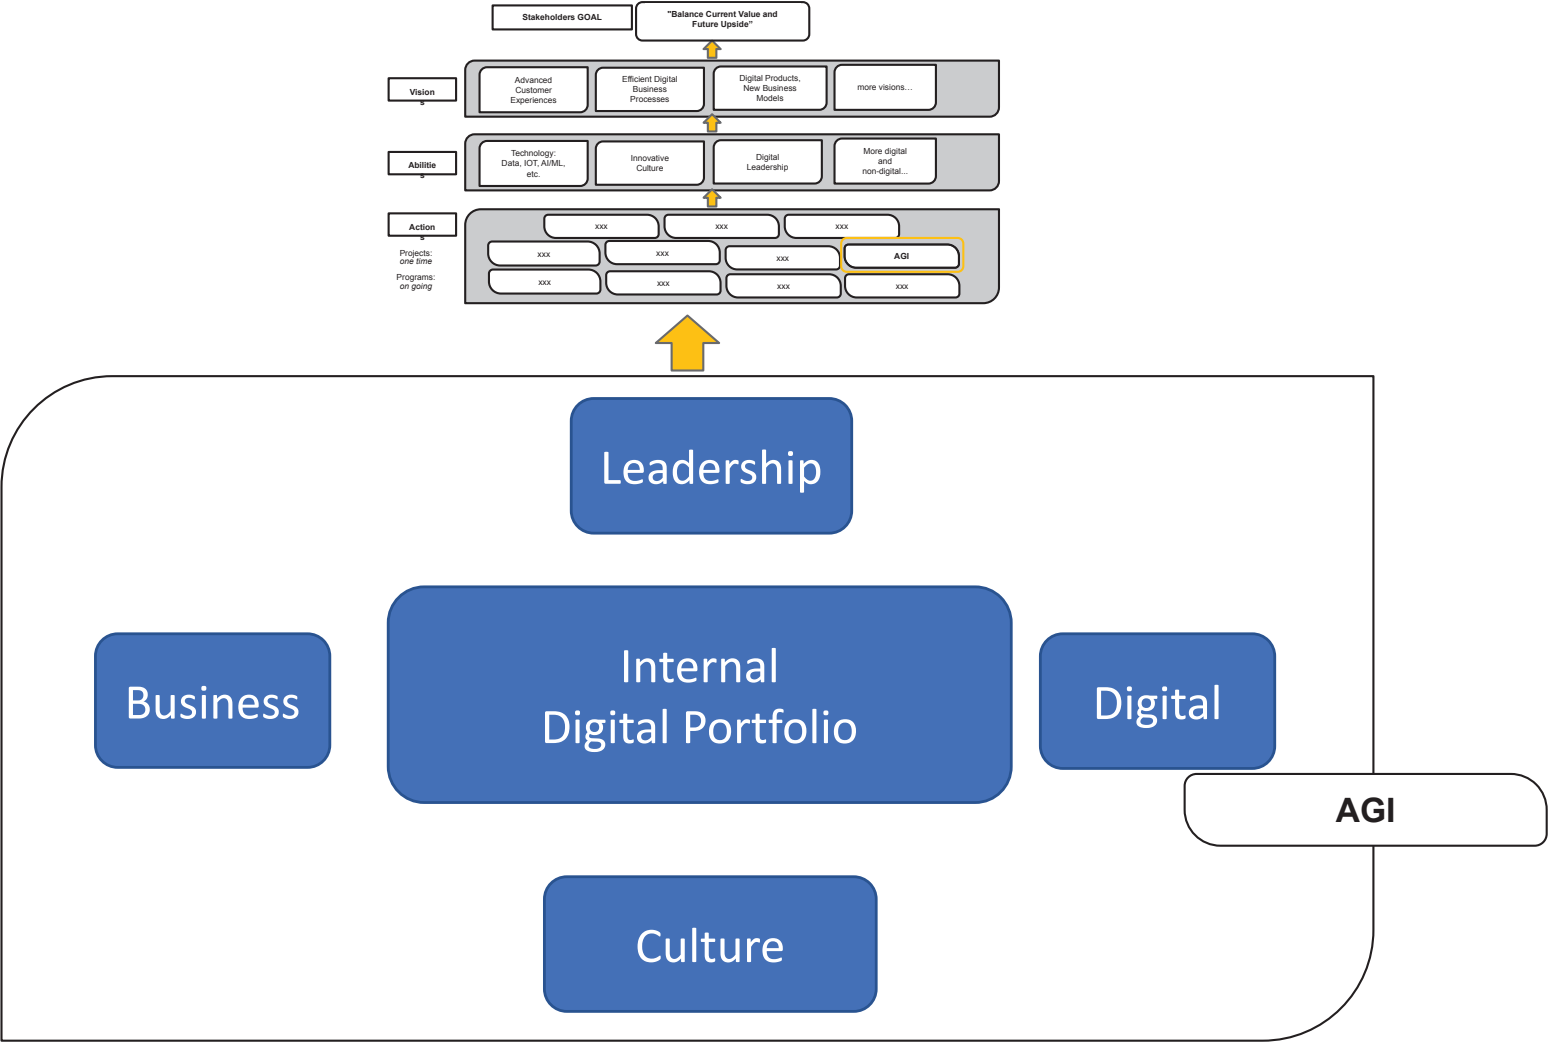 Stakeholders GOAL
"Balance Current Value and
Future Upside"
Vision
s
Advanced
Customer
Experiences
Efficient Digital
Business
Processes
Digital Products,
New Business
Models
more visions...
Abilitie
s
Technology:
Data, IOT, AI/ML,
etc.
Innovative
Culture
Digital
Leadership
More digital
and
non-digital...
Action
s
Projects:
one time
Programs:
on going
xxx
xxx
xxx
xxx
xxx
xxx
AGI
xxx
xxx
xxx
xxx
Leadership
Business
Internal
Digital Portfolio
Digital
AGI
Culture